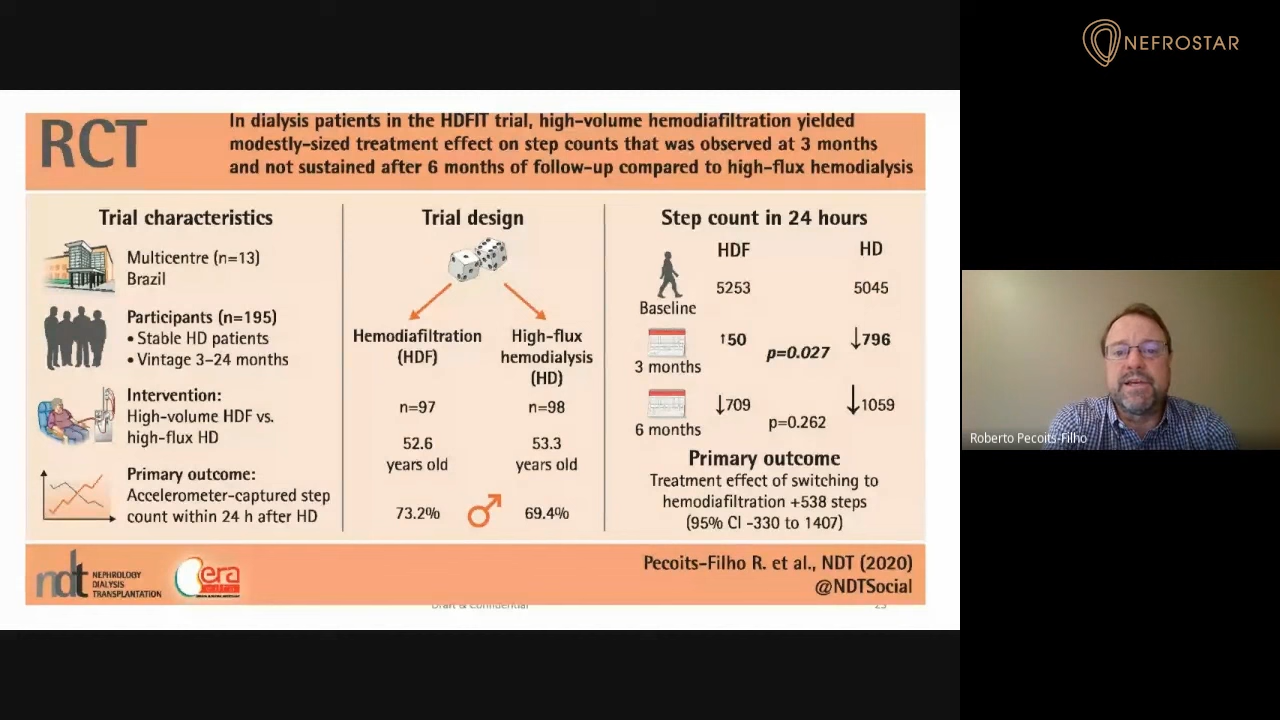 NEFROSTAR
RCT
In dialysis patients in the HDFIT trial, high-volume hemodiafiltration yielded
modestly-sized treatment effect on step counts that was observed at 3 months
and not sustained after 6 months of follow-up compared to high-flux hemodialysis
Trial characteristics
Multicentre (n=13)
Brazil
Participants (n=195)
• Stable HD patients
• Vintage 3–24 months
Intervention:
High-volume HDF vs.
high-flux HD
Primary outcome:
Accelerometer-captured step
count within 24 h after HD
Trial design
Hemodiafiltration
(HDF)
High-flux
hemodialysis
(HD)
n=97
n=98
52.6
years old
53.3
years old
73.2%
69.4%
Step count in 24 hours
HDF
HD
Baseline
5253
5045
3 months
↑50
p=0.027
↓796
6 months
↓709
p=0.262
↓1059
Primary outcome
Treatment effect of switching to
hemodiafiltration +538 steps
(95% CI -330 to 1407)
ndt
NEPHROLOGY
DIALYSIS
TRANSPLANTATION
era
edta
Pecoits-Filho R. et al., NDT (2020)
@NDTSocial
Draft & Confidential
23
Roberto Pecoits-Filho